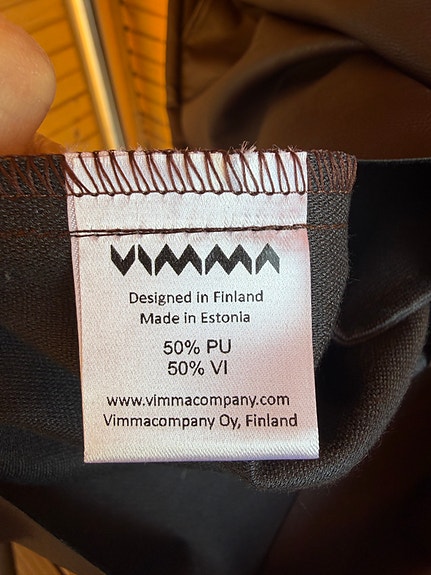 VIMMA
Designed in Finland
Made in Estonia
50% PU
50% VI
www.vimmacompany.com
Vimmacompany Oy, Finland